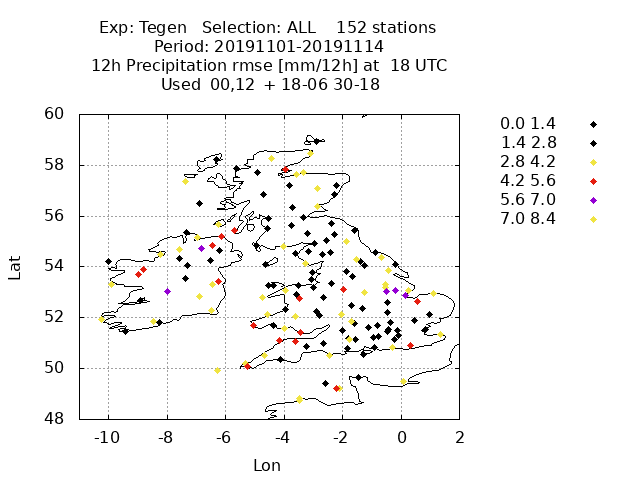 Exp: Tegen Selection: ALL 152 stations
Period: 20191101-20191114
12h Precipitation rmse [mm/12h] at 18 UTC
Used 00,12 + 18-06 30-18
60
58
56
54
52
50
48
Lat
-10 -8 -6 -4 -2 0 2
Lon
0.0 1.4
1.4 2.8
2.8 4.2
4.2 5.6
5.6 7.0
7.0 8.4